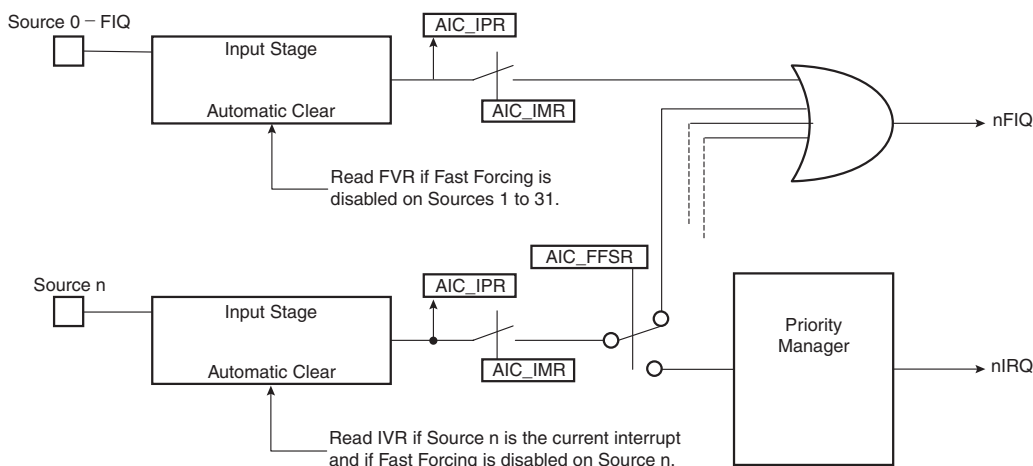 Source 0 – FIQ
AIC_IPR
Input Stage
Automatic Clear
AIC_IMR
nFIQ
Read FVR if Fast Forcing is
disabled on Sources 1 to 31.
AIC_FFSR
Source n
AIC_IPR
Input Stage
Priority
Manager
Automatic Clear
AIC_IMR
nIRQ
Read IVR if Source n is the current interrupt
and if Fast Forcing is disabled on Source n.